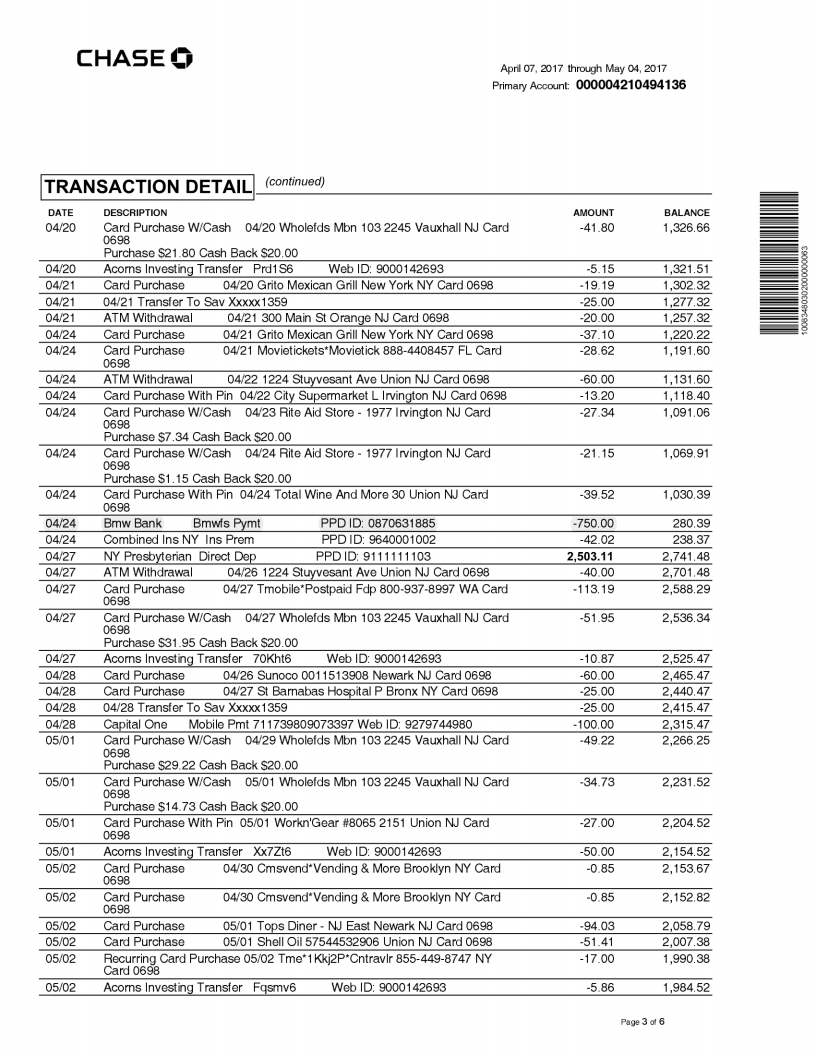 CHASE
April 07, 2017 through May 04, 2017
Primary Account: 000004210494136
TRANSACTION DETAIL (continued)
DATE DESCRIPTION AMOUNT BALANCE
04/20 Card Purchase W/Cash 04/20 Wholefds Mbn 103 2245 Vauxhall NJ Card -41.80 1,326.66
0698
Purchase $21.80 Cash Back $20.00
04/20 Acorns Investing Transfer Prd1S6 Web ID: 9000142693 -5.15 1,321.51
04/21 Card Purchase 04/20 Grito Mexican Grill New York NY Card 0698 -19.19 1,302.32
04/21 04/21 Transfer To Sav Xxxxx1359 -25.00 1,277.32
04/21 ATM Withdrawal 04/21 300 Main St Orange NJ Card 0698 -20.00 1,257.32
04/24 Card Purchase 04/21 Grito Mexican Grill New York NY Card 0698 -37.10 1,220.22
04/24 Card Purchase 04/21 Movietickets*Movietick 888-4408457 FL Card -28.62 1,191.60
0698
04/24 ATM Withdrawal 04/22 1224 Stuyvesant Ave Union NJ Card 0698 -60.00 1,131.60
04/24 Card Purchase With Pin 04/22 City Supermarket L Irvington NJ Card 0698 -13.20 1,118.40
04/24 Card Purchase W/Cash 04/23 Rite Aid Store - 1977 Irvington NJ Card -27.34 1,091.06
0698
Purchase $7.34 Cash Back $20.00
04/24 Card Purchase W/Cash 04/24 Rite Aid Store - 1977 Irvington NJ Card -21.15 1,069.91
0698
Purchase $1.15 Cash Back $20.00
04/24 Card Purchase With Pin 04/24 Total Wine And More 30 Union NJ Card -39.52 1,030.39
0698
04/24 Bmw Bank Bmwfs Pymt PPD ID: 0870631885 -750.00 280.39
04/24 Combined Ins NY Ins Prem PPD ID: 9640001002 -42.02 238.37
04/27 NY Presbyterian Direct Dep PPD ID: 9111111103 2,503.11 2,741.48
04/27 ATM Withdrawal 04/26 1224 Stuyvesant Ave Union NJ Card 0698 -40.00 2,701.48
04/27 Card Purchase 04/27 Tmobile*Postpaid Fdp 800-937-8997 WA Card -113.19 2,588.29
0698
04/27 Card Purchase W/Cash 04/27 Wholefds Mbn 103 2245 Vauxhall NJ Card -51.95 2,536.34
0698
Purchase $31.95 Cash Back $20.00
04/27 Acorns Investing Transfer 70Kht6 Web ID: 9000142693 -10.87 2,525.47
04/28 Card Purchase 04/26 Sunoco 0011513908 Newark NJ Card 0698 -60.00 2,465.47
04/28 Card Purchase 04/27 St Barnabas Hospital P Bronx NY Card 0698 -25.00 2,440.47
04/28 04/28 Transfer To Sav Xxxxx1359 -25.00 2,415.47
04/28 Capital One Mobile Pmt 711739809073397 Web ID: 9279744980 -100.00 2,315.47
05/01 Card Purchase W/Cash 04/29 Wholefds Mbn 103 2245 Vauxhall NJ Card -49.22 2,266.25
0698
Purchase $29.22 Cash Back $20.00
05/01 Card Purchase W/Cash 05/01 Wholefds Mbn 103 2245 Vauxhall NJ Card -34.73 2,231.52
0698
Purchase $14.73 Cash Back $20.00
05/01 Card Purchase With Pin 05/01 Workn'Gear #8065 2151 Union NJ Card -27.00 2,204.52
0698
05/01 Acorns Investing Transfer Xx7Zt6 Web ID: 9000142693 -50.00 2,154.52
05/02 Card Purchase 04/30 Cmsvend*Vending & More Brooklyn NY Card -0.85 2,153.67
0698
05/02 Card Purchase 04/30 Cmsvend*Vending & More Brooklyn NY Card -0.85 2,152.82
0698
05/02 Card Purchase 05/01 Tops Diner - NJ East Newark NJ Card 0698 -94.03 2,058.79
05/02 Card Purchase 05/01 Shell Oil 57544532906 Union NJ Card 0698 -51.41 2,007.38
05/02 Recurring Card Purchase 05/02 Tme*1Kkj2P*Cntravlr 855-449-8747 NY -17.00 1,990.38
Card 0698
05/02 Acorns Investing Transfer Fqsmv6 Web ID: 9000142693 -5.86 1,984.52
10083480302000000063
Page 3 of 6